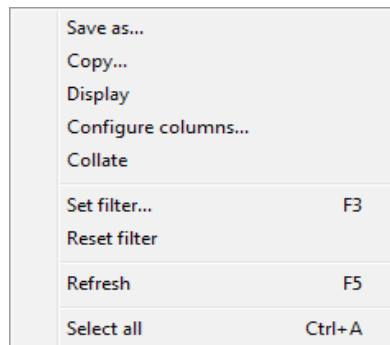 Save as...
Copy...
Display
Configure columns...
Collate
Set filter... F3
Reset filter
Refresh F5
Select all Ctrl+A